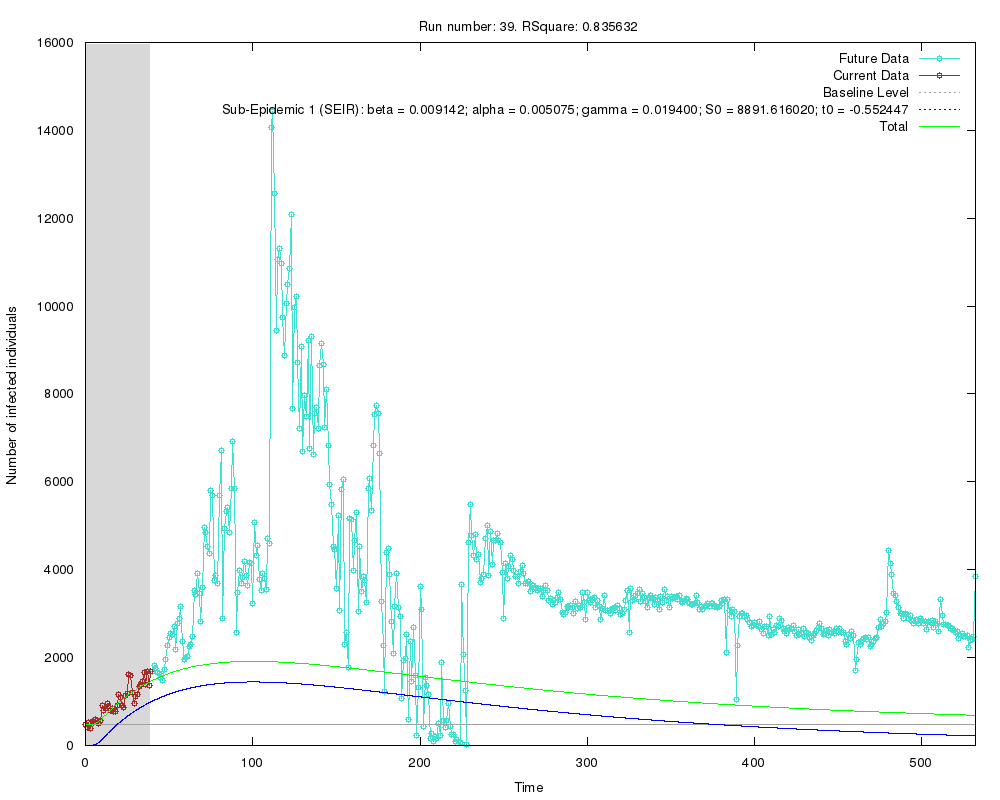 Run number: 39. RSquare: 0.835632
16000
14000
12000
10000
8000
6000
4000
2000
0
Number of infected individuals
Future Data
Current Data
Baseline Level
Sub-Epidemic 1 (SEIR): beta = 0.009142; alpha = 0.005075; gamma = 0.019400; S0 = 8891.616020; t0 = -0.552447
Total
0 100 200 300 400 500
Time